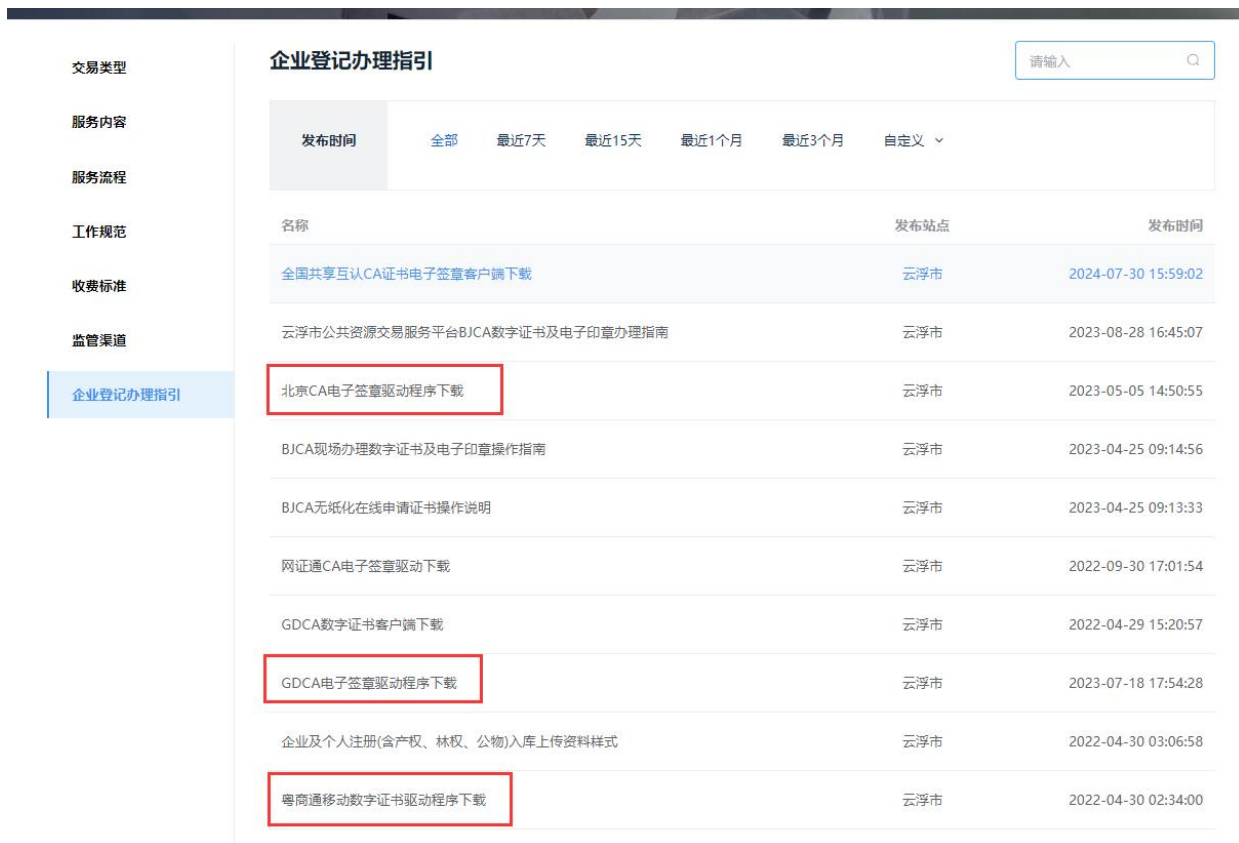 企业登记办理指引
请输入
交易类型
服务内容
服务流程
工作规范
收费标准
监管渠道
企业登记办理指引
发布时间 全部 最近7天 最近15天 最近1个月 最近3个月 自定义
名称 发布站点 发布时间
全国共享互认CA证书电子签章客户端下载 云浮市 2024-07-30 15:59:02
云浮市公共资源交易服务平台BJCA数字证书及电子印章办理指南 云浮市 2023-08-28 16:45:07
北京CA电子签章驱动程序下载 云浮市 2023-05-05 14:50:55
BJCA现场办理数字证书及电子印章操作指南 云浮市 2023-04-25 09:14:56
BJCA无纸化在线申请证书操作说明 云浮市 2023-04-25 09:13:33
网证通CA电子签章驱动下载 云浮市 2022-09-30 17:01:54
GDCA数字证书客户端下载 云浮市 2022-04-29 15:20:57
GDCA电子签章驱动程序下载 云浮市 2023-07-18 17:54:28
企业及个人注册(含产权、林权、公物)入库上传资料样式 云浮市 2022-04-30 03:06:58
粤商通移动数字证书驱动程序下载 云浮市 2022-04-30 02:34:00